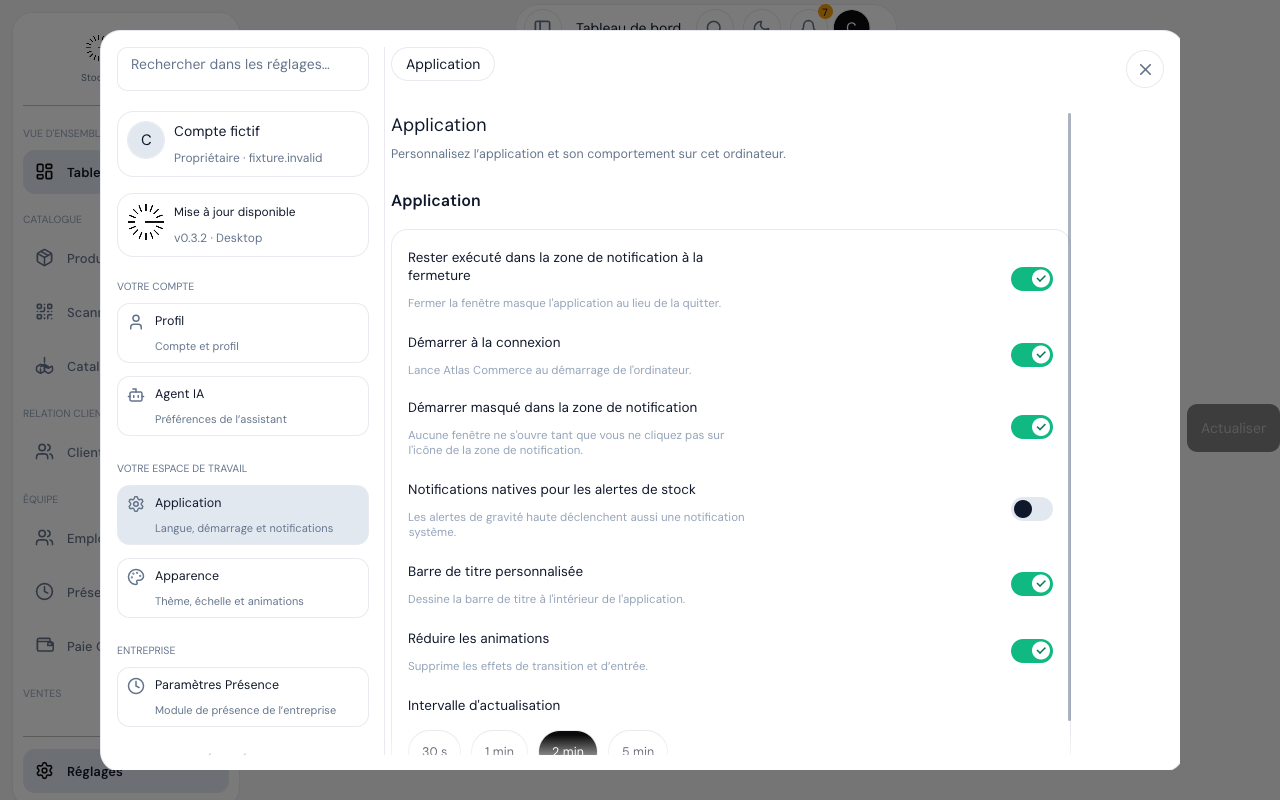 Tableau de bord
7
C
Stoc
VUE D'ENSEMBL
Table
CATALOGUE
Produ
Scann
Catal
RELATION CLIEN
Client
ÉQUIPE
Emplo
Prése
Paie C
VENTES
Réglages
Actualiser
Rechercher dans les réglages...
C
Compte fictif
Propriétaire · fixture.invalid
Mise à jour disponible
v0.3.2 · Desktop
VOTRE COMPTE
Profil
Compte et profil
Agent IA
Préférences de l'assistant
VOTRE ESPACE DE TRAVAIL
Application
Langue, démarrage et notifications
Apparence
Thème, échelle et animations
ENTREPRISE
Paramètres Présence
Module de présence de l'entreprise
Application
Application
Personnalisez l'application et son comportement sur cet ordinateur.
Application
Rester exécuté dans la zone de notification à la
fermeture
Fermer la fenêtre masque l'application au lieu de la quitter.
Démarrer à la connexion
Lance Atlas Commerce au démarrage de l'ordinateur.
Démarrer masqué dans la zone de notification
Aucune fenêtre ne s'ouvre tant que vous ne cliquez pas sur
l'icône de la zone de notification.
Notifications natives pour les alertes de stock
Les alertes de gravité haute déclenchent aussi une notification
système.
Barre de titre personnalisée
Dessine la barre de titre à l'intérieur de l'application.
Réduire les animations
Supprime les effets de transition et d'entrée.
Intervalle d'actualisation
30 s
1 min
2 min
5 min